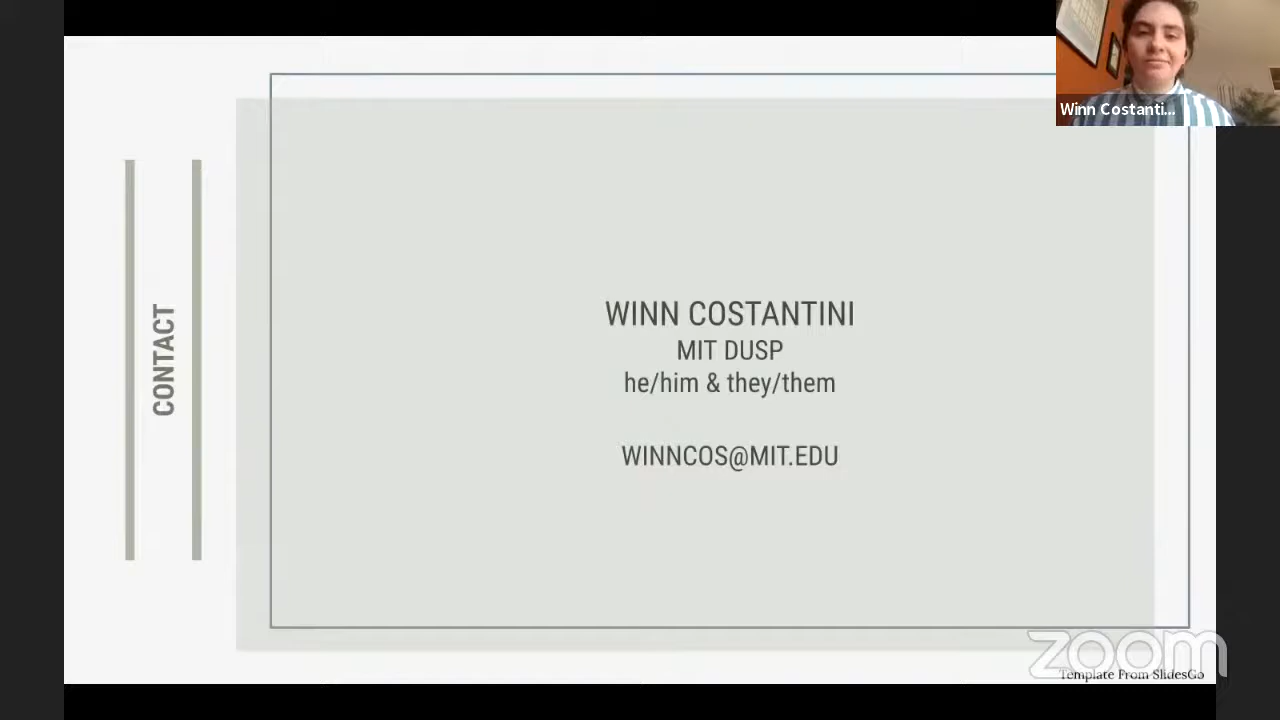 Winn Costanti...
CONTACT
WINN COSTANTINI
MIT DUSP
he/him & they/them
WINNCOS@MIT.EDU
zoom
Template From SlidesGo